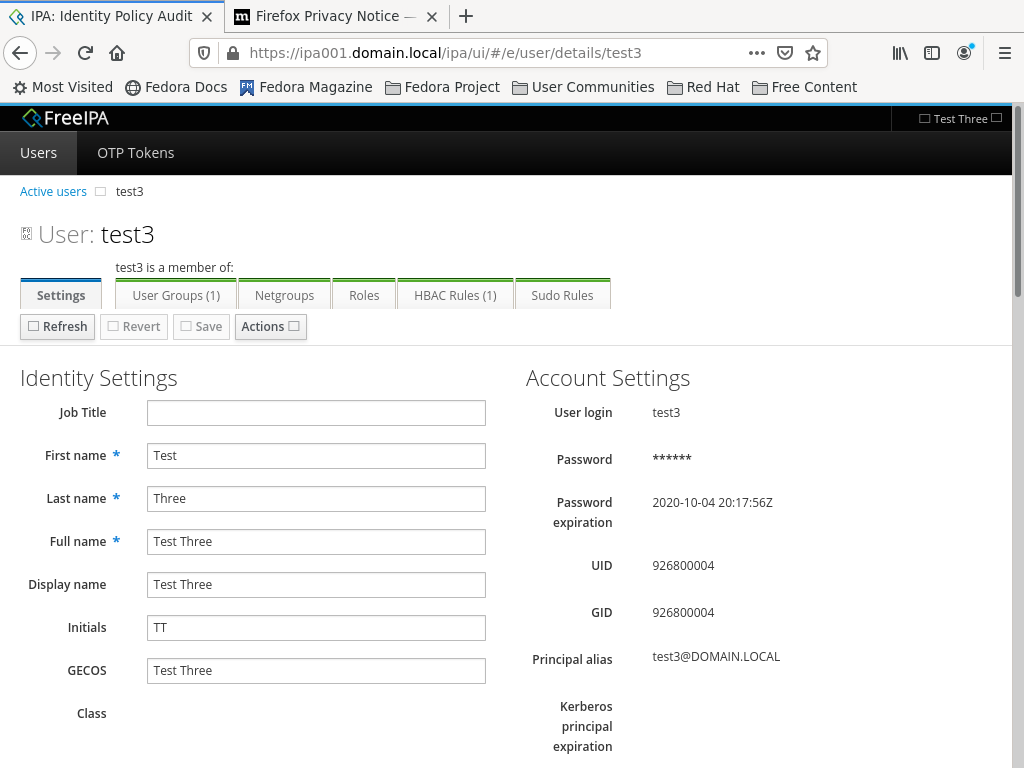 IPA: Identity Policy Audit
Firefox Privacy Notice —
https://ipa001.domain.local/ipa/ui/#/e/user/details/test3
Most Visited
Fedora Docs
Fedora Magazine
Fedora Project
User Communities
Red Hat
Free Content
FreeIPA
Test Three
Users
OTP Tokens
Active users
test3
User: test3
test3 is a member of:
Settings
User Groups (1)
Netgroups
Roles
HBAC Rules (1)
Sudo Rules
Refresh
Revert
Save
Actions
Identity Settings
Job Title
First name *
Test
Last name *
Three
Full name *
Test Three
Display name
Test Three
Initials
TT
GECOS
Test Three
Class
Account Settings
User login
test3
Password
******
Password
expiration
2020-10-04 20:17:56Z
UID
926800004
GID
926800004
Principal alias
test3@DOMAIN.LOCAL
Kerberos
principal
expiration